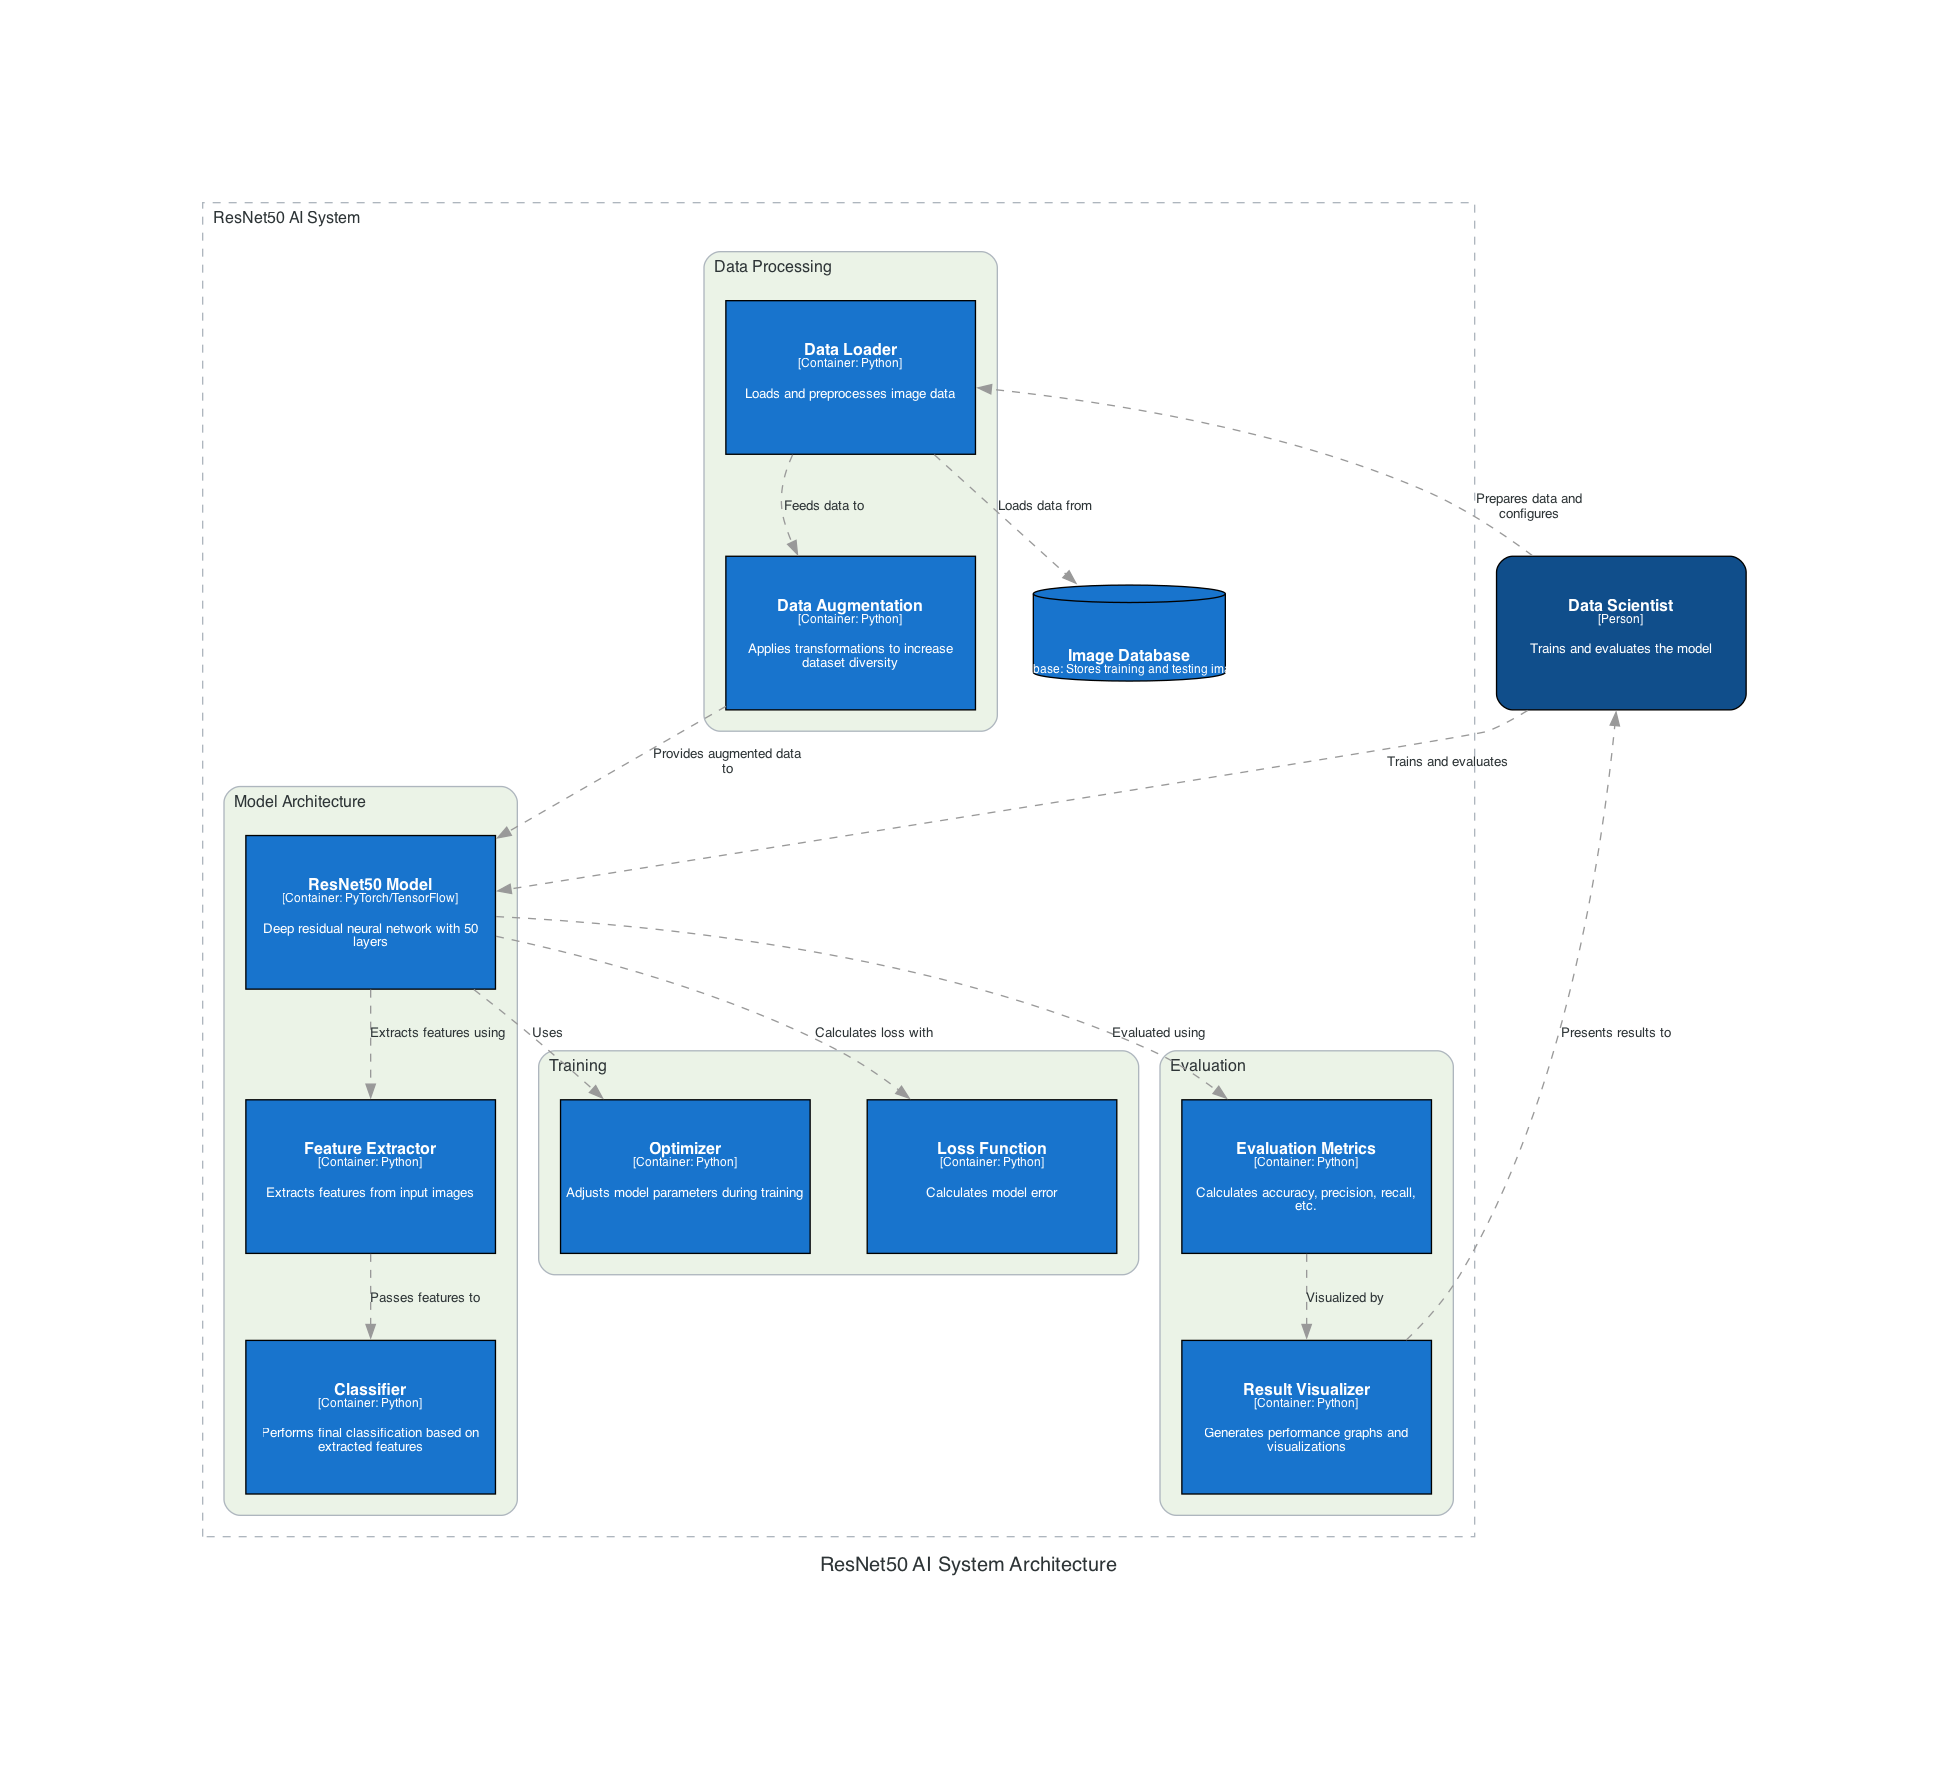 ResNet50 AI System
Data Processing
Data Loader
[Container: Python]
Loads and preprocesses image data
Feeds data to
Loads data from
Prepares data and
configures
Data Augmentation
[Container: Python]
Applies transformations to increase
dataset diversity
Image Database
base: Stores training and testing ima
Data Scientist
[Person]
Trains and evaluates the model
Provides augmented data
to
Trains and evaluates
Model Architecture
ResNet50 Model
[Container: PyTorch/TensorFlow]
Deep residual neural network with 50
layers
Extracts features using
Uses
Calculates loss with
Evaluated using
Presents results to
Training
Evaluation
Feature Extractor
[Container: Python]
Extracts features from input images
Optimizer
[Container: Python]
Adjusts model parameters during training
Loss Function
[Container: Python]
Calculates model error
Evaluation Metrics
[Container: Python]
Calculates accuracy, precision, recall,
etc.
Passes features to
Visualized by
Classifier
[Container: Python]
Performs final classification based on
extracted features
Result Visualizer
[Container: Python]
Generates performance graphs and
visualizations
ResNet50 AI System Architecture